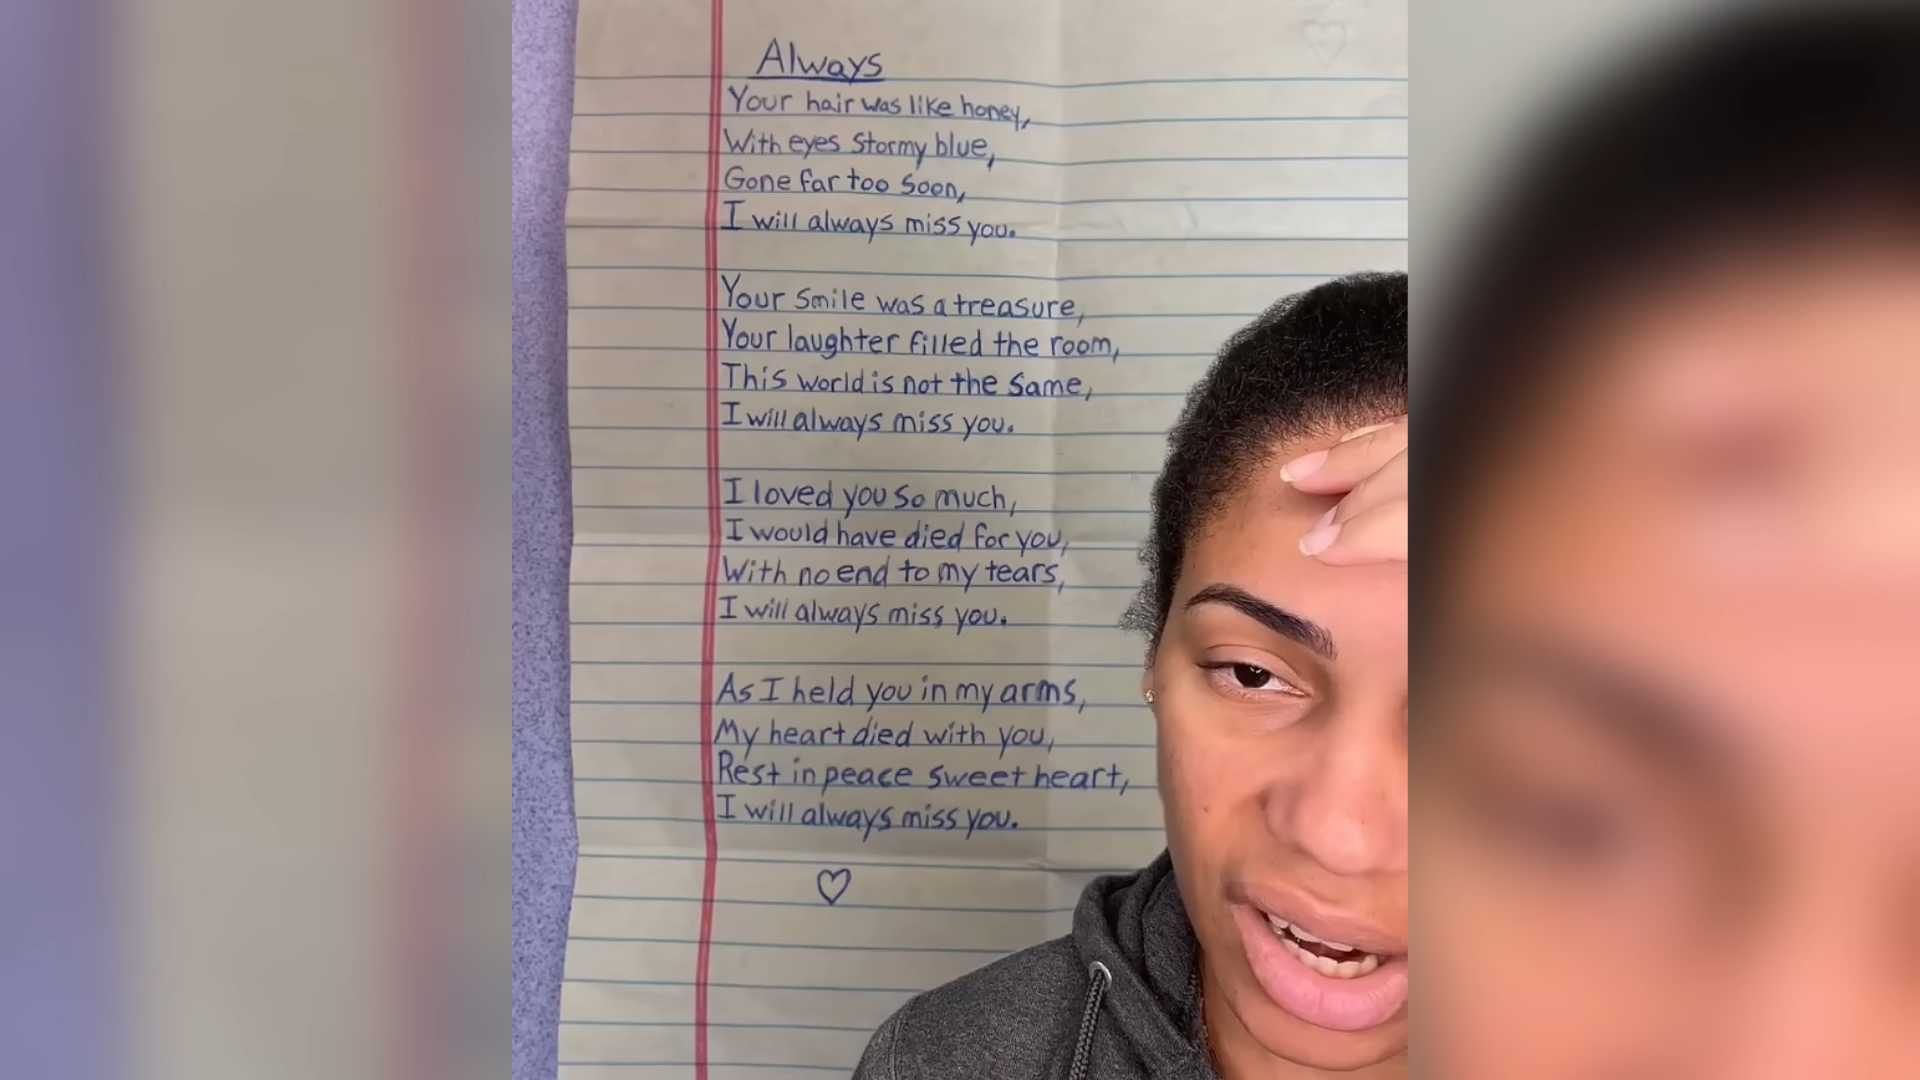 Always
Your hair was like honey,
With eyes stormy blue,
Gone far too soon,
I will always miss you.
Your smile was a treasure,
Your laughter filled the room,
This world is not the same,
I will always miss you.
I loved you so much,
I would have died for you,
With no end to my tears,
I will always miss you.
As I held you in my arms,
My heart died with you,
Rest in peace sweet heart,
I will always miss you.